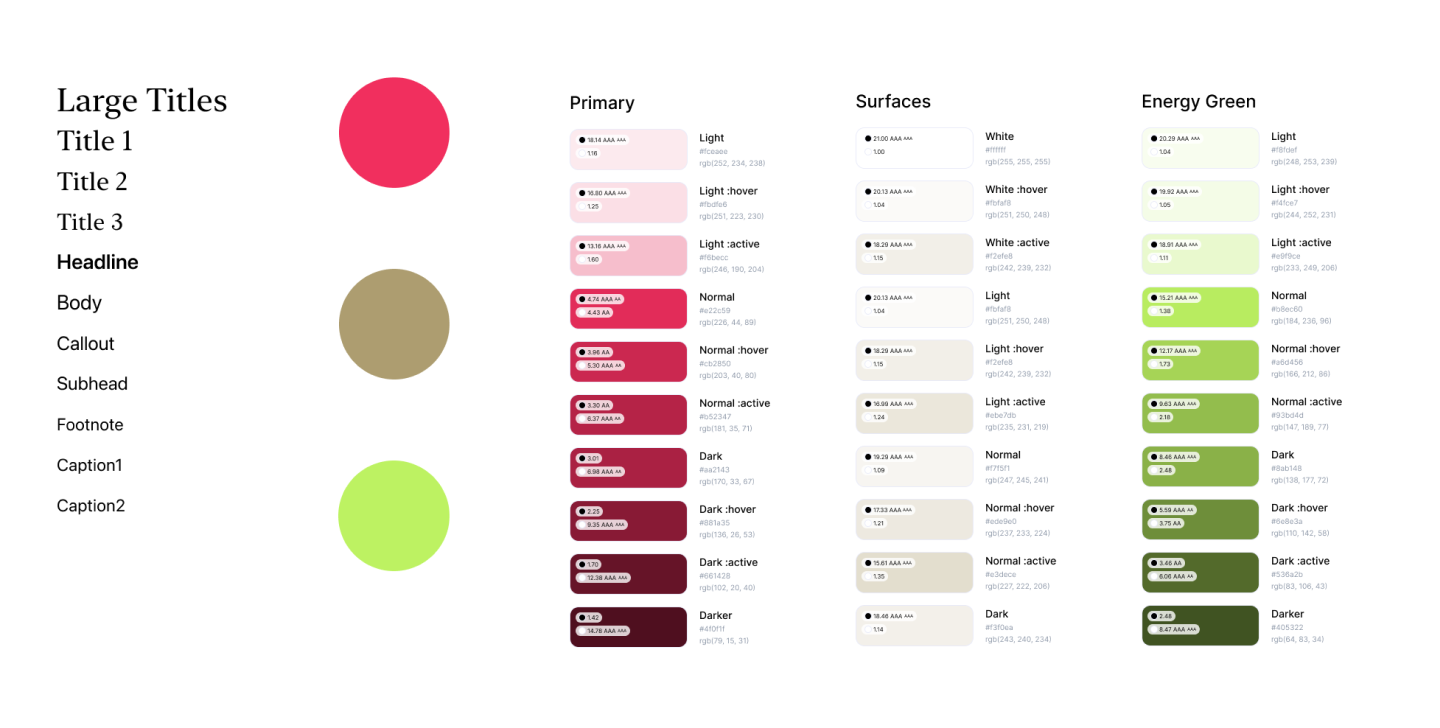 Large Titles
Title 1
Title 2
Title 3
Headline
Body
Callout
Subhead
Footnote
Caption1
Caption2
Primary
18.14 AAA AAA
1.16
Light
#fceaee
rgb(252, 234, 238)
16.80 AAA AAA
1.25
Light :hover
#fbdfe6
rgb(251, 223, 230)
13.16 AAA AAA
1.60
Light :active
#f6becc
rgb(246, 190, 204)
4.74 AAA AA
4.43 AA
Normal
#e22c59
rgb(226, 44, 89)
3.96 AA
5.30 AAA AA
Normal :hover
#cb2850
rgb(203, 40, 80)
3.30 AA
6.37 AAA AA
Normal :active
#b52347
rgb(181, 35, 71)
3.01
6.98 AAA AA
Dark
#aa2143
rgb(170, 33, 67)
2.25
9.35 AAA AAA
Dark :hover
#881a35
rgb(136, 26, 53)
1.70
12.38 AAA AAA
Dark :active
#661428
rgb(102, 20, 40)
1.42
14.78 AAA AAA
Darker
#4f0f1f
rgb(79, 15, 31)
Surfaces
21.00 AAA AAA
1.00
White
#ffffff
rgb(255, 255, 255)
20.13 AAA AAA
1.04
White :hover
#fbfaf8
rgb(251, 250, 248)
18.29 AAA AAA
1.15
White :active
#f2efe8
rgb(242, 239, 232)
20.13 AAA AAA
1.04
Light
#fbfaf8
rgb(251, 250, 248)
18.29 AAA AAA
1.15
Light :hover
#f2efe8
rgb(242, 239, 232)
16.99 AAA AAA
1.24
Light :active
#ebe7db
rgb(235, 231, 219)
19.29 AAA AAA
1.09
Normal
#f7f5f1
rgb(247, 245, 241)
17.33 AAA AAA
1.21
Normal :hover
#ede9e0
rgb(237, 233, 224)
15.61 AAA AAA
1.35
Normal :active
#e3dece
rgb(227, 222, 206)
18.46 AAA AAA
1.14
Dark
#f3f0ea
rgb(243, 240, 234)
Energy Green
20.29 AAA AAA
1.04
Light
#f8fdef
rgb(248, 253, 239)
19.92 AAA AAA
1.05
Light :hover
#f4fce7
rgb(244, 252, 231)
18.91 AAA AAA
1.11
Light :active
#e9f9ce
rgb(233, 249, 206)
15.21 AAA AAA
1.38
Normal
#b8ec60
rgb(184, 236, 96)
12.17 AAA AAA
1.73
Normal :hover
#a6d456
rgb(166, 212, 86)
9.63 AAA AAA
2.18
Normal :active
#93bd4d
rgb(147, 189, 77)
8.46 AAA AAA
2.48
Dark
#8ab148
rgb(138, 177, 72)
5.59 AAA AA
3.75 AA
Dark :hover
#6e8e3a
rgb(110, 142, 58)
3.46 AA
6.06 AAA AA
Dark :active
#536a2b
rgb(83, 106, 43)
2.48
8.47 AAA AAA
Darker
#405322
rgb(64, 83, 34)